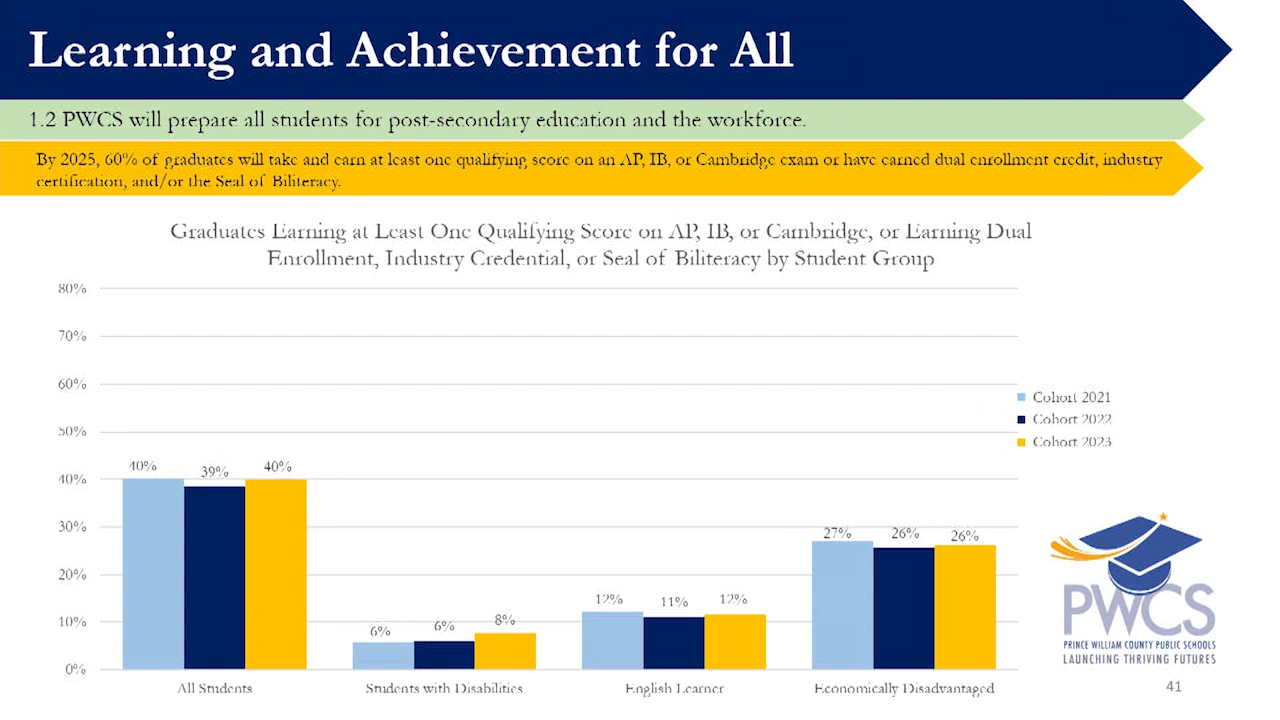 Learning and Achievement for All
1.2 PWCS will prepare all students for post-secondary education and the workforce.
By 2025, 60% of graduates will take and earn at least one qualifying score on an AP, IB, or Cambridge exam or have earned dual enrollment credit, industry
certification, and/or the Seal of Biliteracy.
Graduates Earning at Least One Qualifying Score on AP, IB, or Cambridge, or Earning Dual
Enrollment, Industry Credential, or Seal of Biliteracy by Student Group
80%
70%
60%
50%
40%
30%
20%
10%
0%
40% 39% 40%
6% 6% 8%
12% 11% 12%
27% 26% 26%
All Students Students with Disabilities English Learner Economically Disadvantaged
Cohort 2021
Cohort 2022
Cohort 2023
PWCS
PRINCE WILLIAM COUNTY PUBLIC SCHOOLS
LAUNCHING THRIVING FUTURES
41